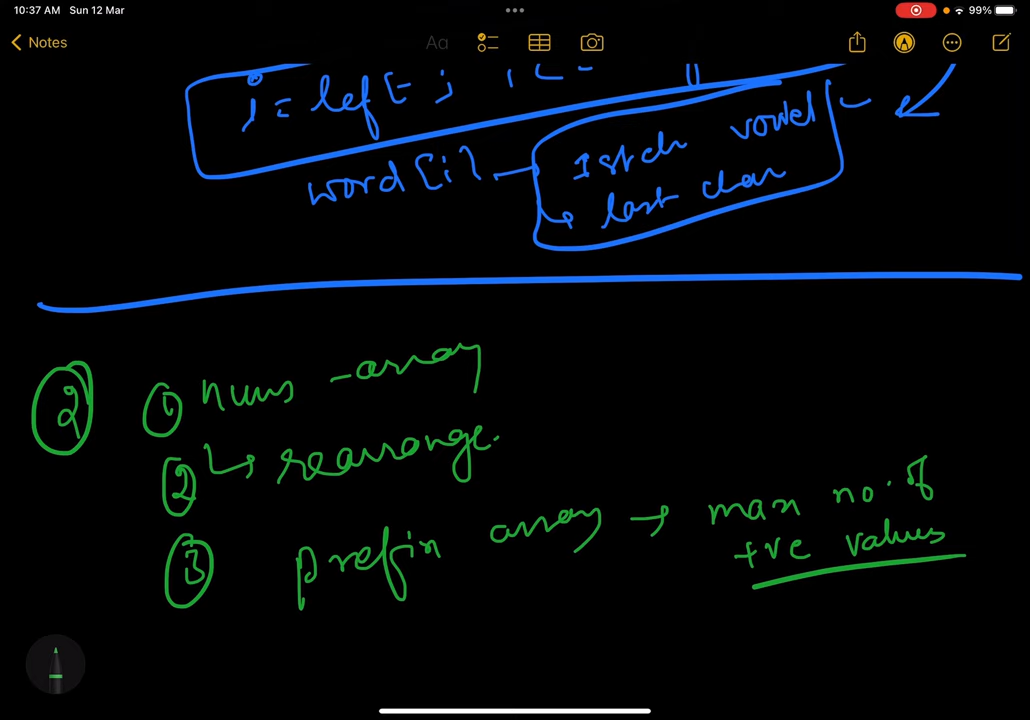 10:37 AM Sun 12 Mar
99%
Notes
Aa
i = left ; i
word [i]
1st ch vowel
last char
2 1 nums - array
2 rearrange.
3 prefix array → max no. of
+ve values